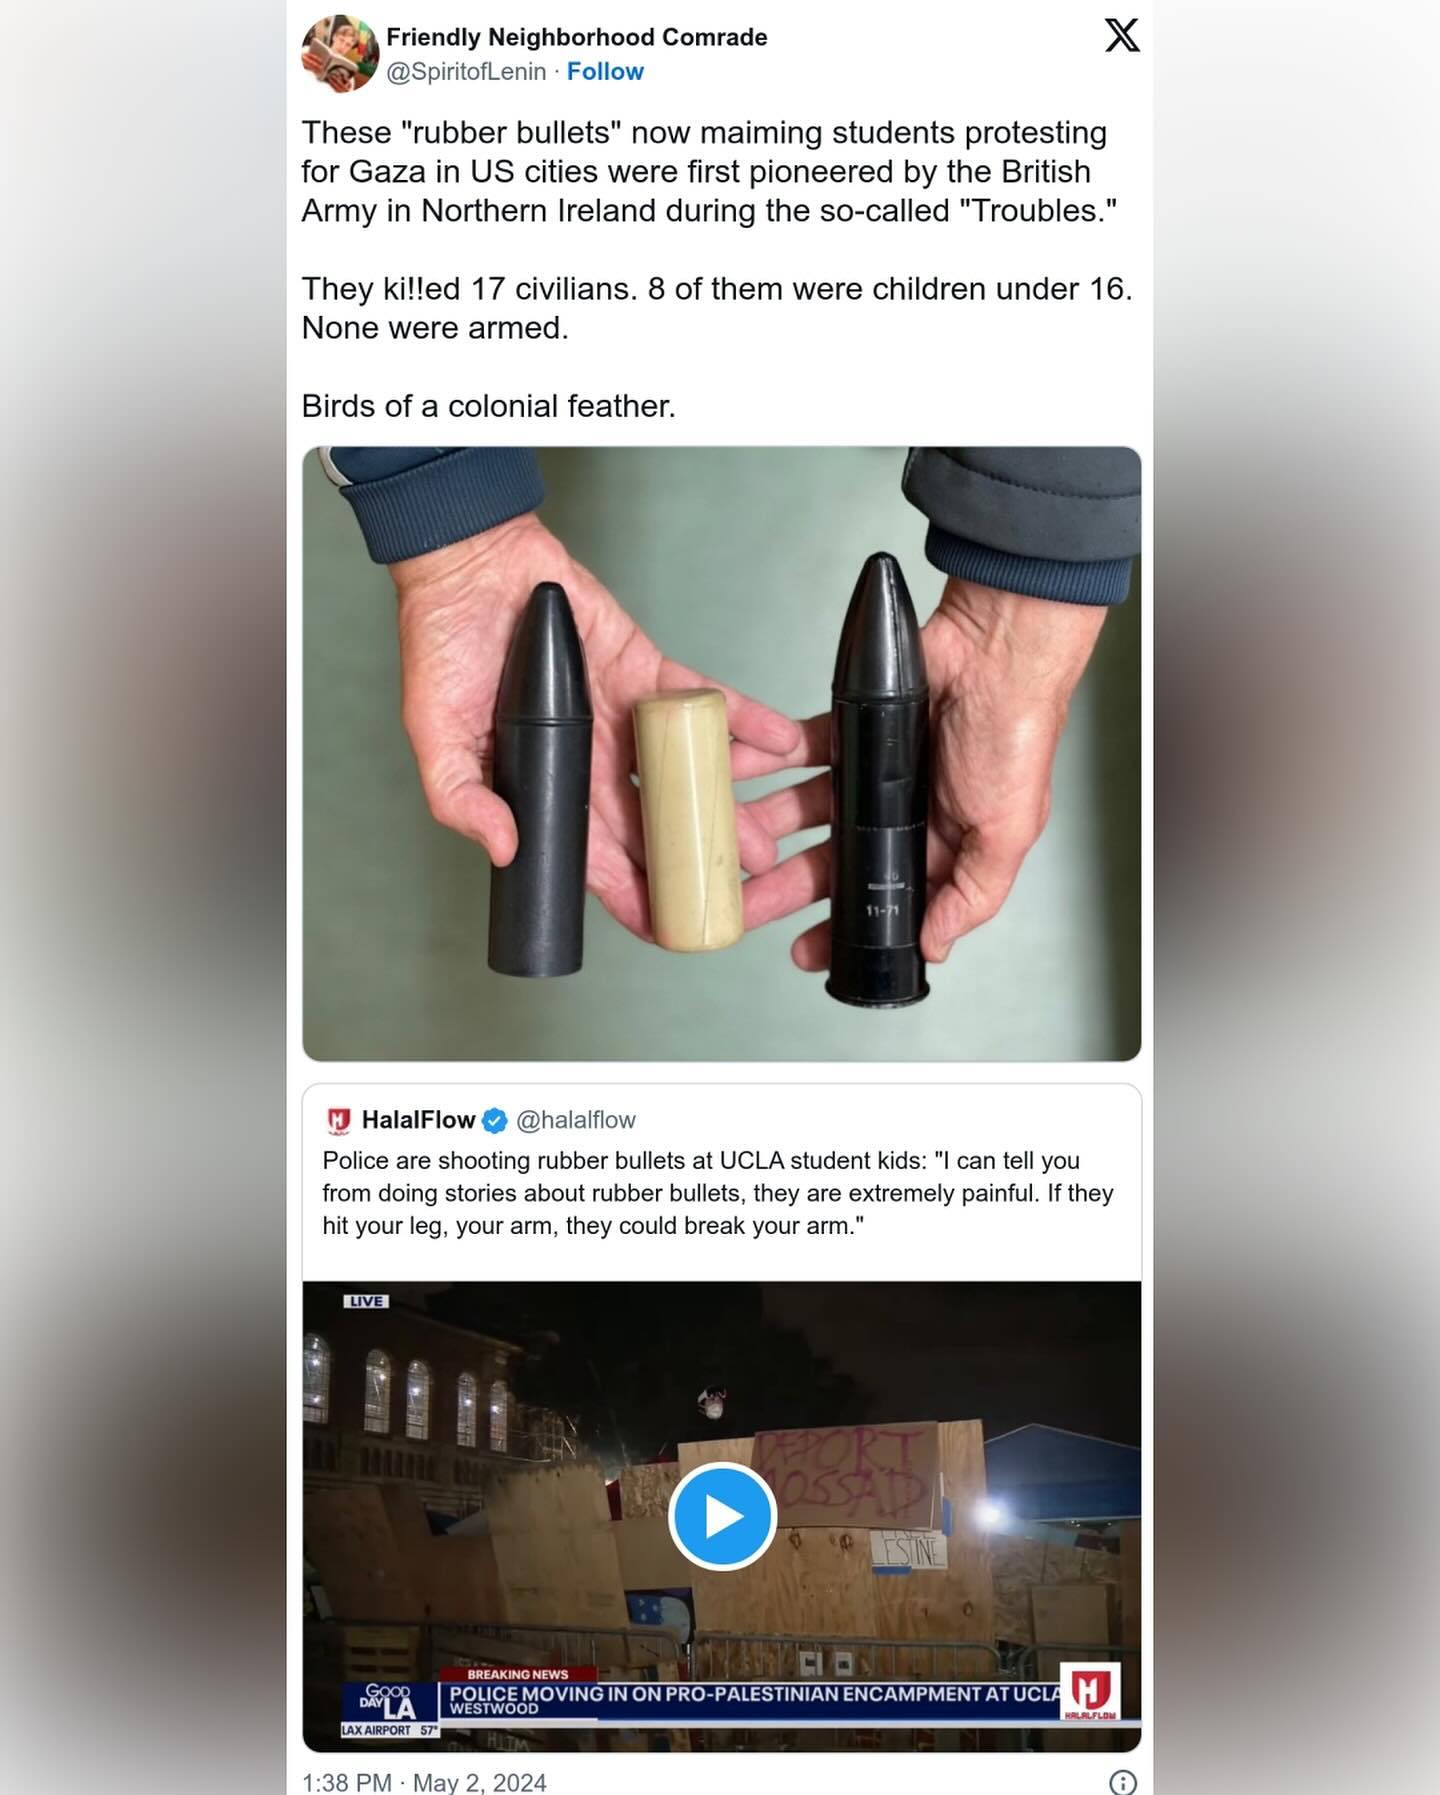 Friendly Neighborhood Comrade
@SpiritofLenin · Follow
These "rubber bullets" now maiming students protesting
for Gaza in US cities were first pioneered by the British
Army in Northern Ireland during the so-called "Troubles."
They ki!!ed 17 civilians. 8 of them were children under 16.
None were armed.
Birds of a colonial feather.
11-71
HalalFlow @halalflow
Police are shooting rubber bullets at UCLA student kids: "I can tell you
from doing stories about rubber bullets, they are extremely painful. If they
hit your leg, your arm, they could break your arm."
LIVE
DEPORT
MOSSAD
LESTINE
BREAKING NEWS
GOOD
DAY LA
POLICE MOVING IN ON PRO-PALESTINIAN ENCAMPMENT AT UCLA
WESTWOOD
HALALFLOW
LAX AIRPORT 57°
1:38 PM · May 2, 2024